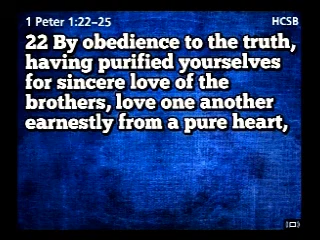 1 Peter 1:22–25
HCSB
22 By obedience to the truth,
having purified yourselves
for sincere love of the
brothers, love one another
earnestly from a pure heart,